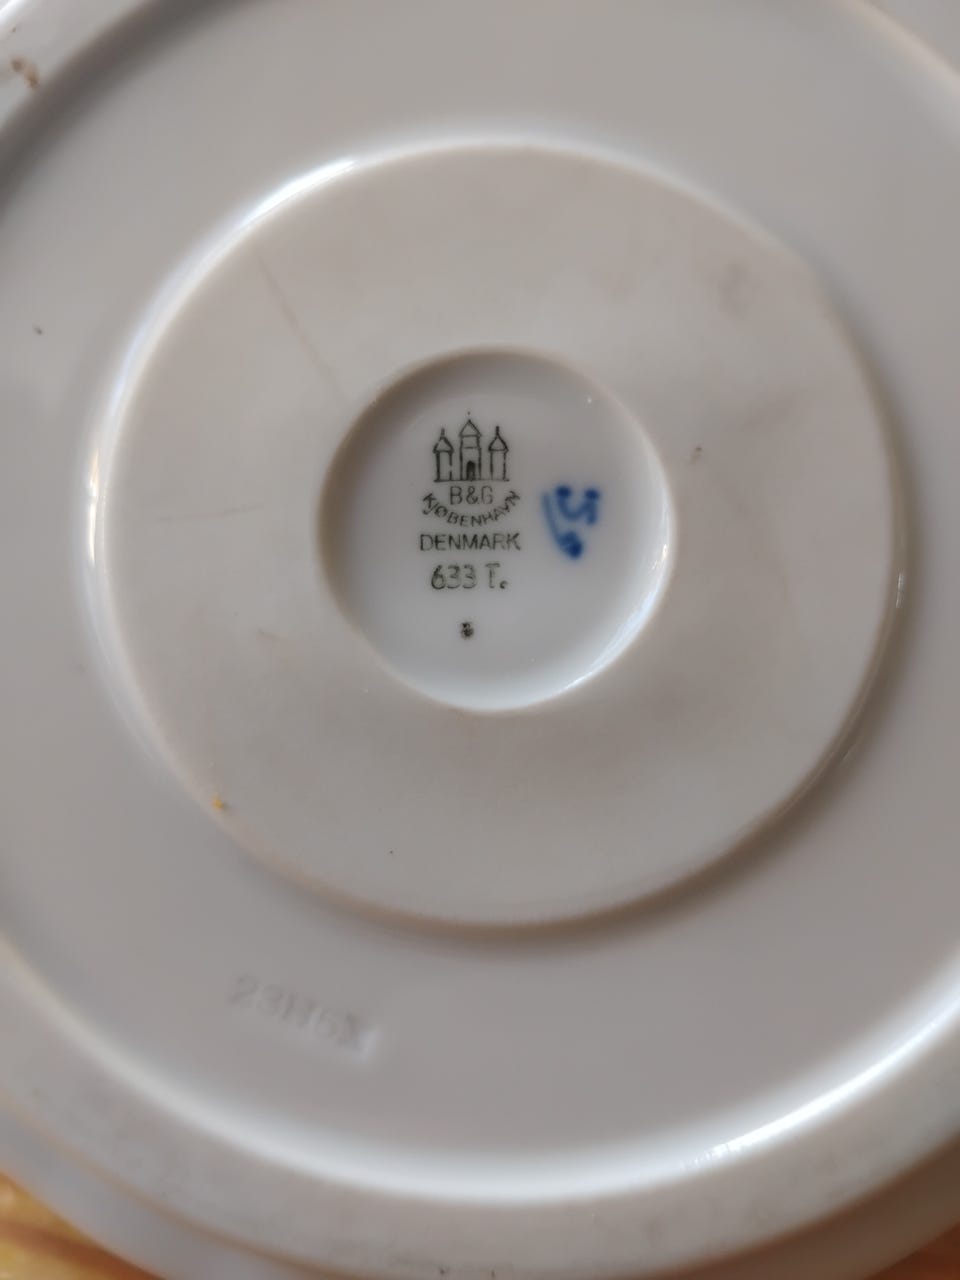 B&G
KJØBENHAVN
DENMARK
633 T.